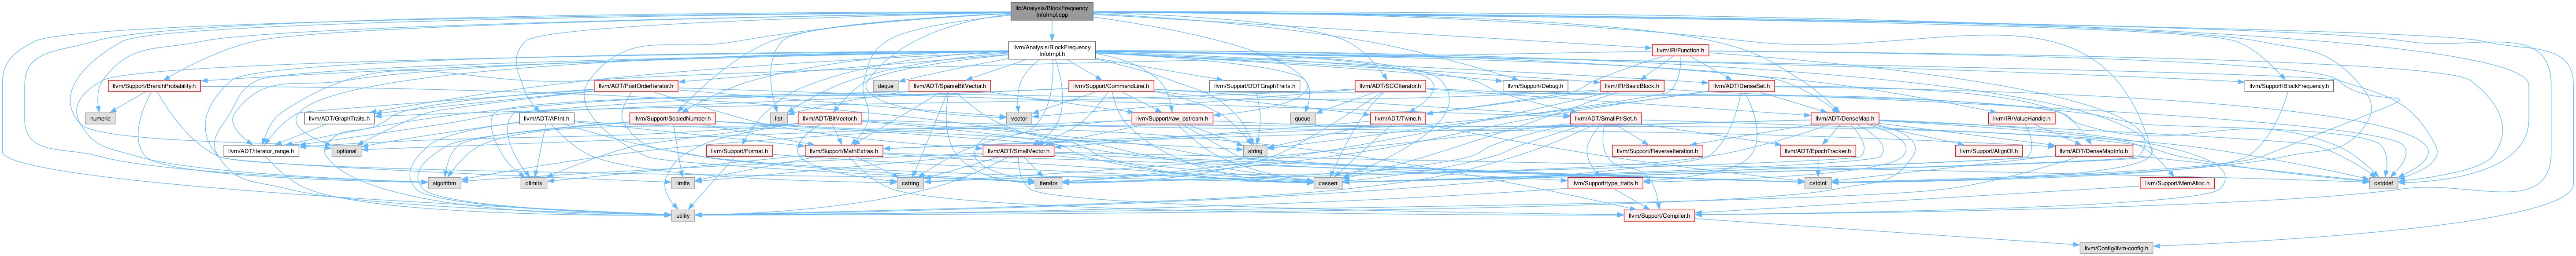 lib/Analysis/BlockFrequency
InfoImpl.cpp
llvm/Analysis/BlockFrequency
InfoImpl.h
llvm/IR/Function.h
llvm/Support/BranchProbability.h
llvm/ADT/PostOrderIterator.h
deque
llvm/ADT/SparseBitVector.h
llvm/Support/CommandLine.h
llvm/Support/DOTGraphTraits.h
llvm/ADT/SCCIterator.h
llvm/Support/Debug.h
llvm/IR/BasicBlock.h
llvm/ADT/DenseSet.h
llvm/Support/BlockFrequency.h
numeric
llvm/ADT/GraphTraits.h
llvm/ADT/APInt.h
llvm/Support/ScaledNumber.h
list
llvm/ADT/BitVector.h
vector
llvm/Support/raw_ostream.h
queue
llvm/ADT/Twine.h
llvm/ADT/SmallPtrSet.h
llvm/ADT/DenseMap.h
llvm/IR/ValueHandle.h
llvm/ADT/iterator_range.h
optional
llvm/Support/Format.h
llvm/Support/MathExtras.h
llvm/ADT/SmallVector.h
string
llvm/Support/ReverseIteration.h
llvm/ADT/EpochTracker.h
llvm/Support/AlignOf.h
llvm/ADT/DenseMapInfo.h
algorithm
climits
limits
cstring
iterator
cassert
llvm/Support/type_traits.h
cstdint
llvm/Support/MemAlloc.h
cstddef
utility
llvm/Support/Compiler.h
llvm/Config/llvm-config.h